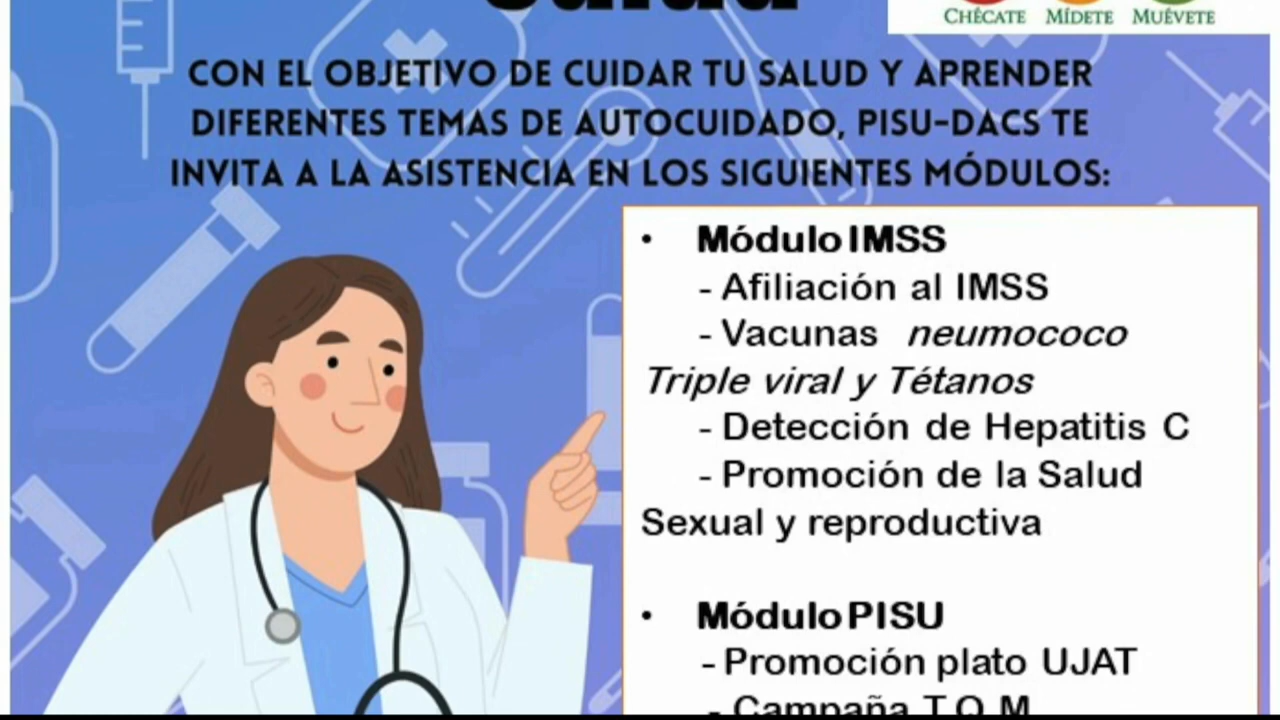 CHÉCATE MÍDETE MUÉVETE
CON EL OBJETIVO DE CUIDAR TU SALUD Y APRENDER
DIFERENTES TEMAS DE AUTOCUIDADO, PISU-DACS TE
INVITA A LA ASISTENCIA EN LOS SIGUIENTES MÓDULOS:
• Módulo IMSS
- Afiliación al IMSS
- Vacunas neumococo
Triple viral y Tétanos
- Detección de Hepatitis C
- Promoción de la Salud
Sexual y reproductiva
• Módulo PISU
- Promoción plato UJAT
- Campaña T.Q.M